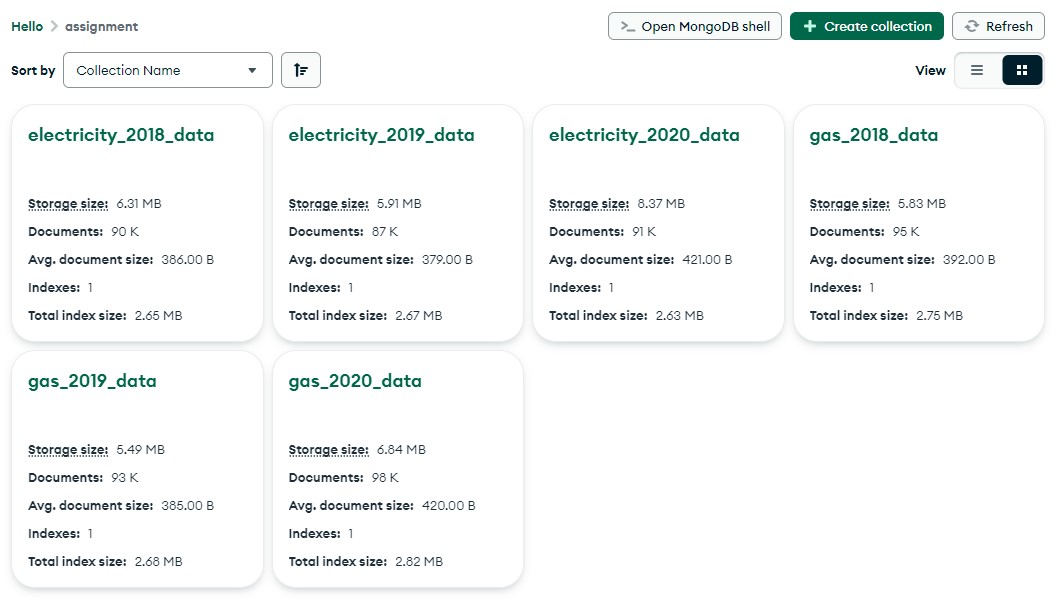 Hello assignment
Open MongoDB shell
Create collection
Refresh
Sort by Collection Name
View
electricity_2018_data
Storage size: 6.31 MB
Documents: 90 K
Avg. document size: 386.00 B
Indexes: 1
Total index size: 2.65 MB
electricity_2019_data
Storage size: 5.91 MB
Documents: 87 K
Avg. document size: 379.00 B
Indexes: 1
Total index size: 2.67 MB
electricity_2020_data
Storage size: 8.37 MB
Documents: 91 K
Avg. document size: 421.00 B
Indexes: 1
Total index size: 2.63 MB
gas_2018_data
Storage size: 5.83 MB
Documents: 95 K
Avg. document size: 392.00 B
Indexes: 1
Total index size: 2.75 MB
gas_2019_data
Storage size: 5.49 MB
Documents: 93 K
Avg. document size: 385.00 B
Indexes: 1
Total index size: 2.68 MB
gas_2020_data
Storage size: 6.84 MB
Documents: 98 K
Avg. document size: 420.00 B
Indexes: 1
Total index size: 2.82 MB